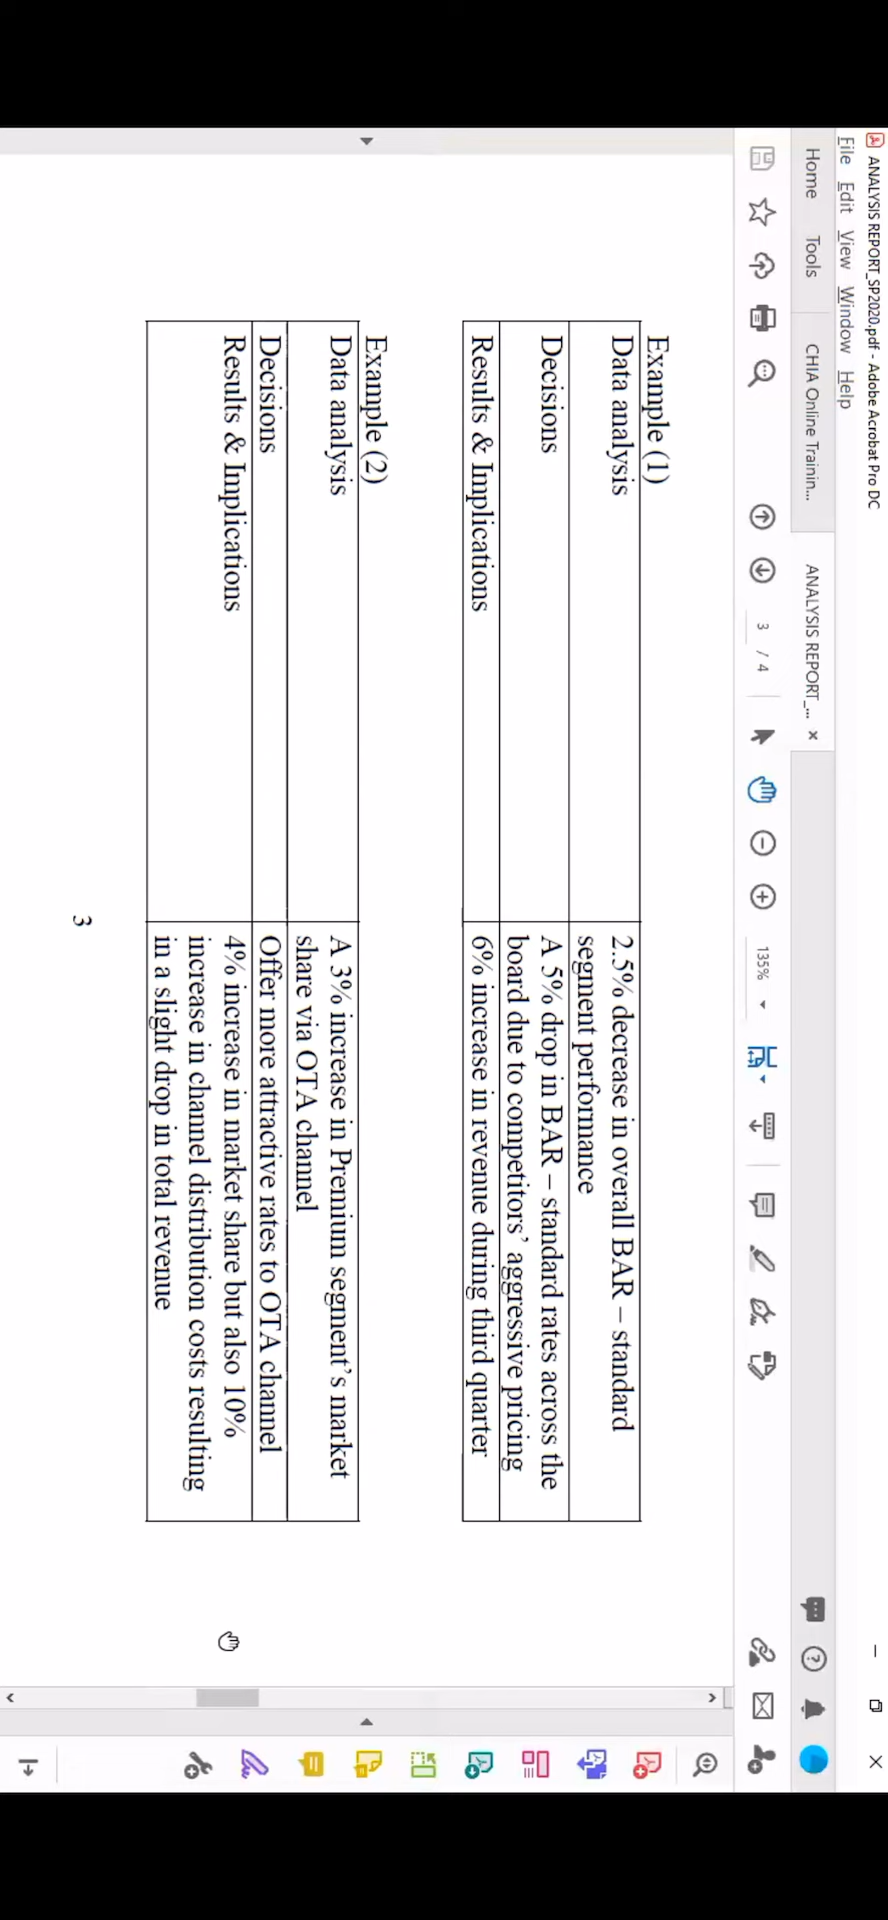 ANALYSIS REPORT_SP2020.pdf - Adobe Acrobat Pro DC
File Edit View Window Help
Home Tools CHIA Online Trainin... ANALYSIS REPORT_... ×
3 / 4 135%
Example (1)
Data analysis 2.5% decrease in overall BAR – standard
segment performance
Decisions A 5% drop in BAR – standard rates across the
board due to competitors’ aggressive pricing
Results & Implications 6% increase in revenue during third quarter
Example (2)
Data analysis A 3% increase in Premium segment’s market
share via OTA channel
Decisions Offer more attractive rates to OTA channel
Results & Implications 4% increase in market share but also 10%
increase in channel distribution costs resulting
in a slight drop in total revenue
3